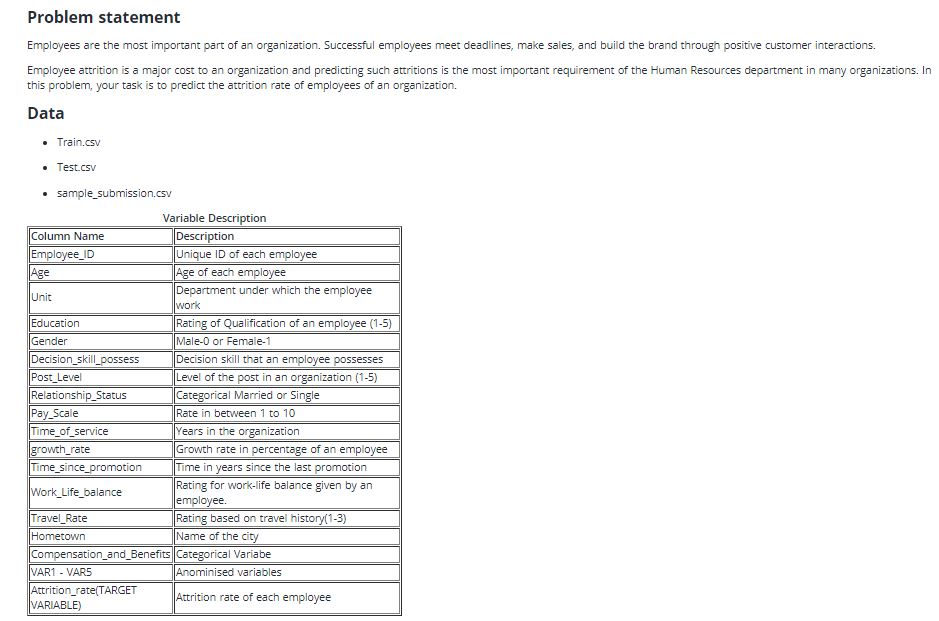 Problem statement
Employees are the most important part of an organization. Successful employees meet deadlines, make sales, and build the brand through positive customer interactions.
Employee attrition is a major cost to an organization and predicting such attritions is the most important requirement of the Human Resources department in many organizations. In
this problem, your task is to predict the attrition rate of employees of an organization.
Data
• Train.csv
• Test.csv
• sample_submission.csv
Variable Description
Column Name Description
Employee_ID Unique ID of each employee
Age Age of each employee
Unit Department under which the employee
work
Education Rating of Qualification of an employee (1-5)
Gender Male-0 or Female-1
Decision_skill_possess Decision skill that an employee possesses
Post_Level Level of the post in an organization (1-5)
Relationship_Status Categorical Married or Single
Pay_Scale Rate in between 1 to 10
Time_of_service Years in the organization
growth_rate Growth rate in percentage of an employee
Time_since_promotion Time in years since the last promotion
Work_Life_balance Rating for work-life balance given by an
employee.
Travel_Rate Rating based on travel history(1-3)
Hometown Name of the city
Compensation_and_Benefits Categorical Variabe
VAR1 - VAR5 Anominised variables
Attrition_rate(TARGET
VARIABLE) Attrition rate of each employee